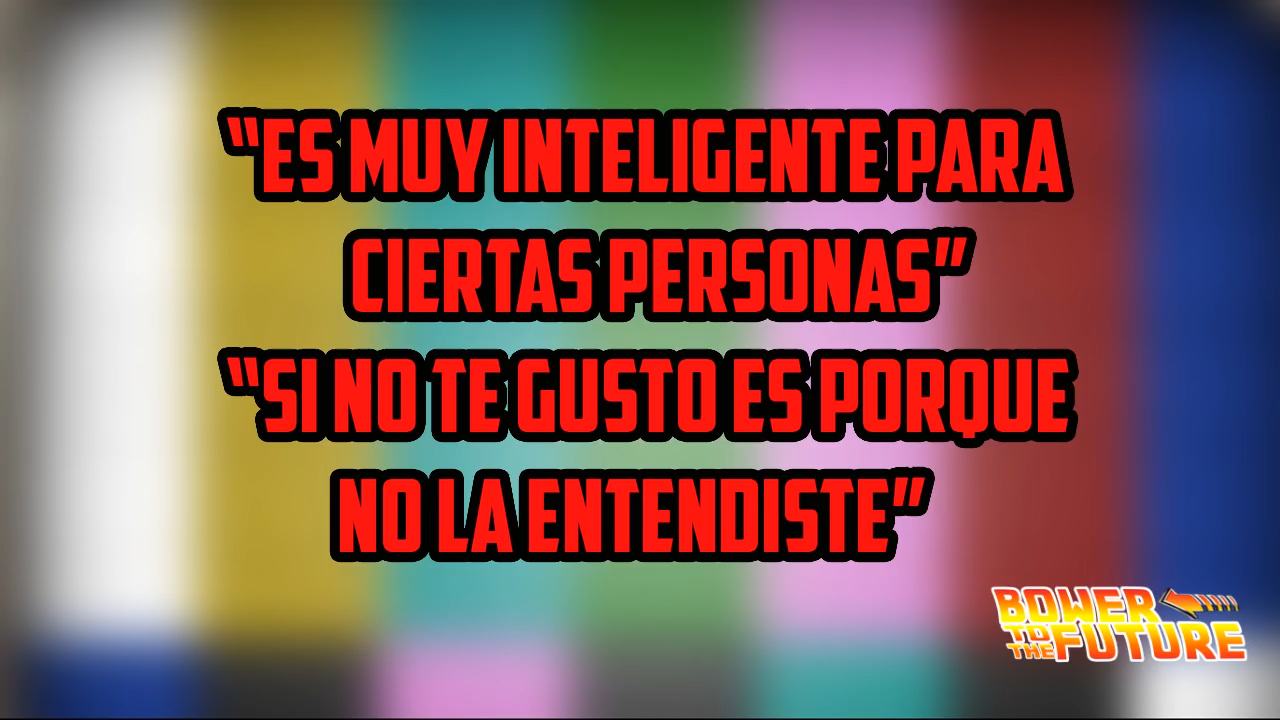 “ES MUY INTELIGENTE PARA
CIERTAS PERSONAS”
“SI NO TE GUSTO ES PORQUE
NO LA ENTENDISTE”
BOWER
TO THE FUTURE